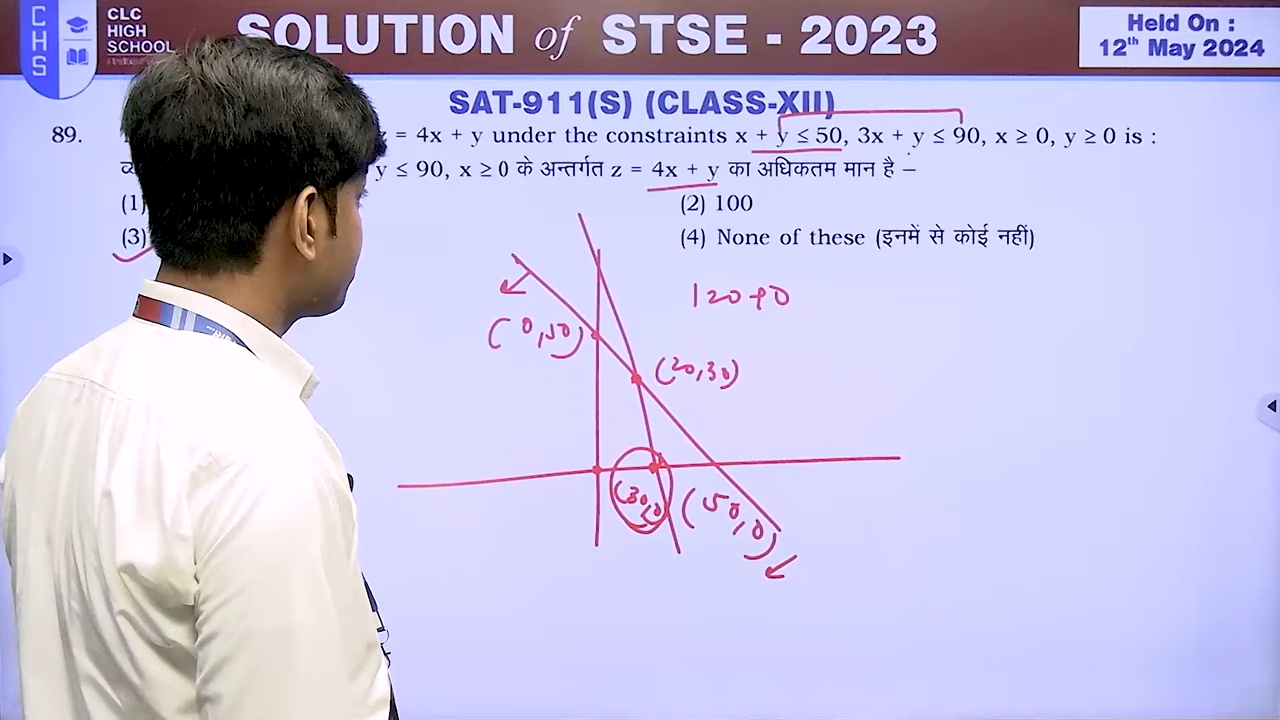 CHS
CLC
HIGH
SCHOOL
SOLUTION of STSE - 2023
Held On :
12th May 2024
SAT-911(S) (CLASS-XII)
89. = 4x + y under the constraints x + y ≤ 50, 3x + y ≤ 90, x ≥ 0, y ≥ 0 is :
y ≤ 90, x ≥ 0 के अन्तर्गत z = 4x + y का अधिकतम मान है –
(1) (2) 100
(3) (4) None of these (इनमें से कोई नहीं)
120+0
(0,50)
(20,30)
(30,0) (50,0)